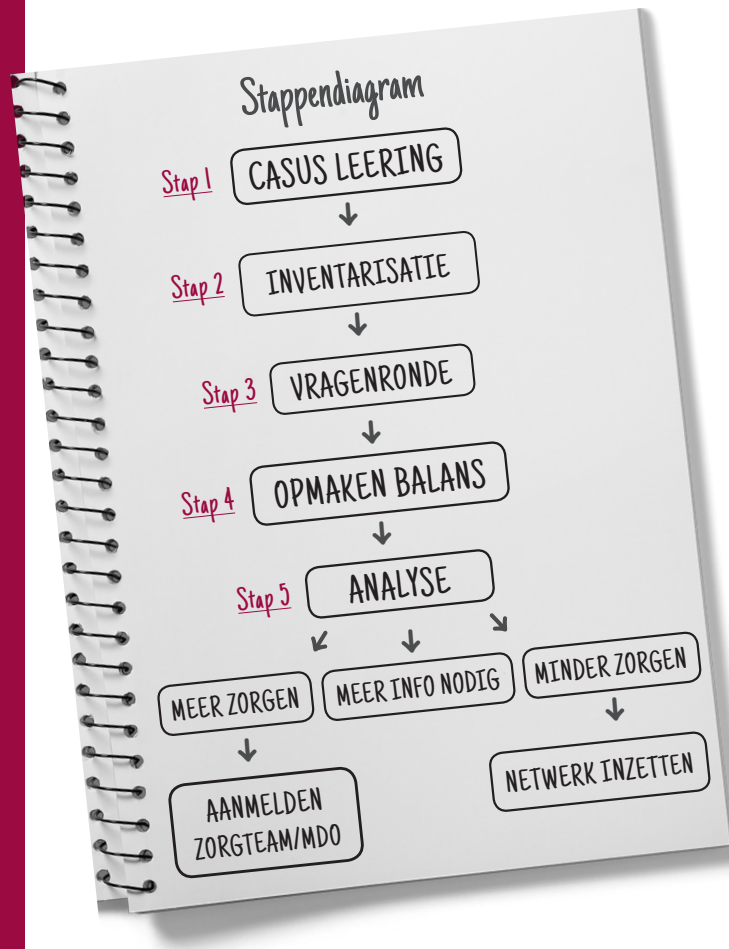 Stappendiagram
Stap 1
CASUS LEERING
Stap 2
INVENTARISATIE
Stap 3
VRAGENRONDE
Stap 4
OPMAKEN BALANS
Stap 5
ANALYSE
MEER ZORGEN
MEER INFO NODIG
MINDER ZORGEN
AANMELDEN
ZORGTEAM/MDO
NETWERK INZETTEN